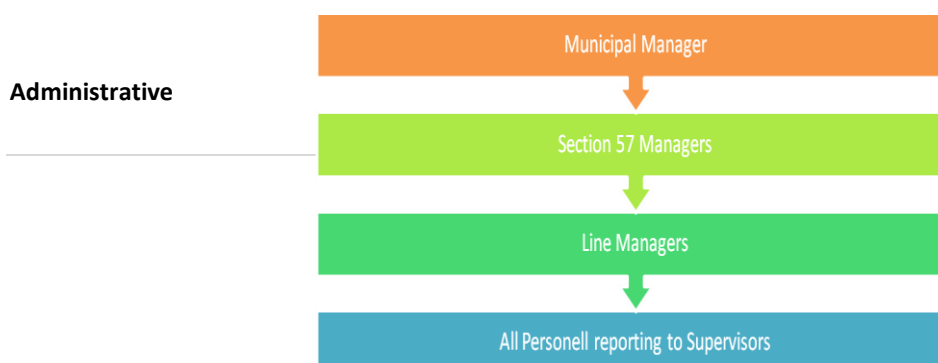 Municipal Manager
Administrative
Section 57 Managers
Line Managers
All Personell reporting to Supervisors